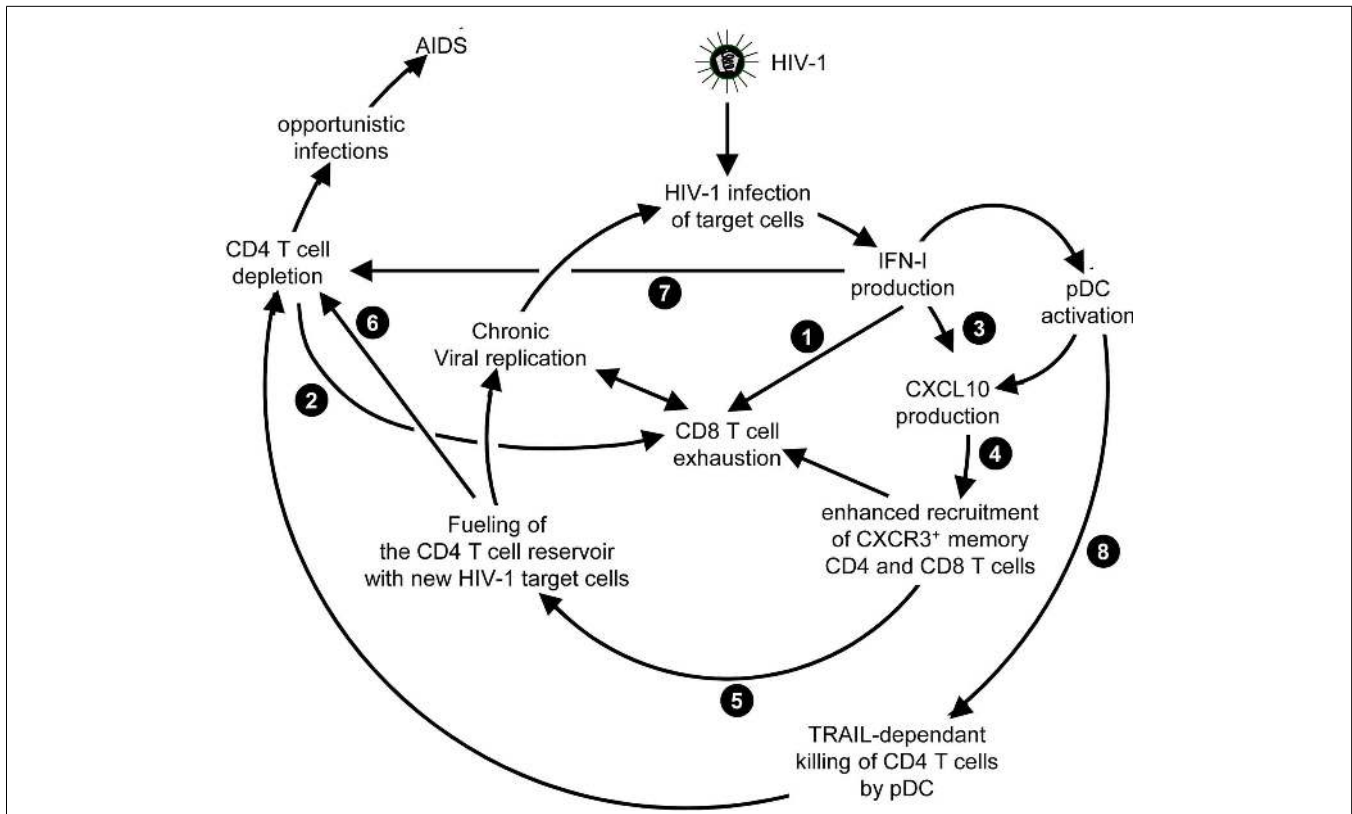 AIDS
HIV-1
opportunistic
infections
HIV-1 infection
of target cells
CD4 T cell
depletion
IFN-I
production
pDC
activation
7
6
Chronic
Viral replication
1
3
2
CXCL10
production
CD8 T cell
exhaustion
4
Fueling of
the CD4 T cell reservoir
with new HIV-1 target cells
enhanced recruitment
of CXCR3⁺ memory
CD4 and CD8 T cells
8
5
TRAIL-dependant
killing of CD4 T cells
by pDC